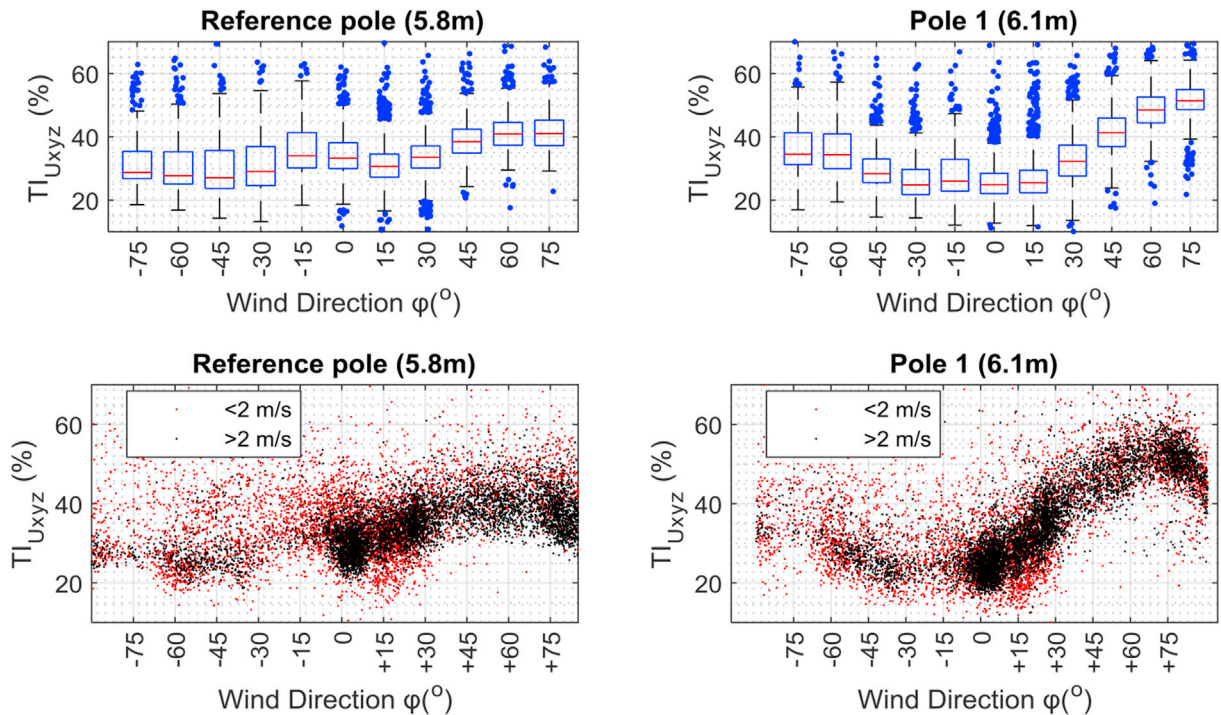 Reference pole (5.8m)
TI_Uxyz (%)
60
40
20
-75 -60 -45 -30 -15 0 15 30 45 60 75
Wind Direction φ(°)
Pole 1 (6.1m)
TI_Uxyz (%)
60
40
20
-75 -60 -45 -30 -15 0 15 30 45 60 75
Wind Direction φ(°)
Reference pole (5.8m)
<2 m/s
>2 m/s
TI_Uxyz (%)
60
40
20
-75 -60 -45 -30 -15 0 +15 +30 +45 +60 +75
Wind Direction φ(°)
Pole 1 (6.1m)
<2 m/s
>2 m/s
TI_Uxyz (%)
60
40
20
-75 -60 -45 -30 -15 0 +15 +30 +45 +60 +75
Wind Direction φ(°)